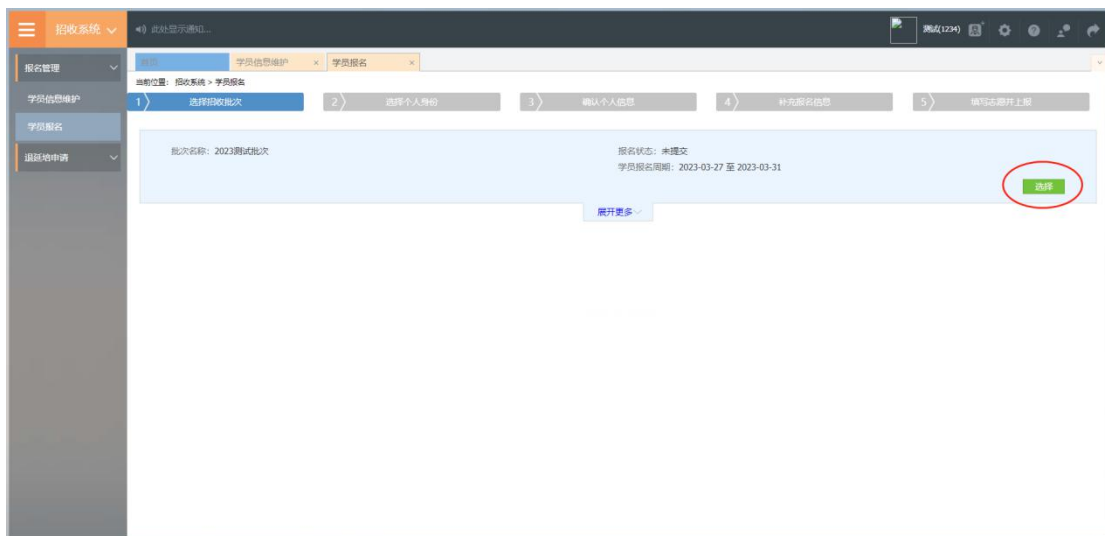 招收系统
此处显示通知...
测试(1234)
报名管理
学员信息维护
学员报名
退延培申请
首页
学员信息维护 ×
学员报名 ×
当前位置： 招收系统 > 学员报名
1 选择招收批次
2 选择个人身份
3 确认个人信息
4 补充报名信息
5 填写志愿并上报
批次名称：2023测试批次
报名状态：未提交
学员报名周期：2023-03-27 至 2023-03-31
选择
展开更多